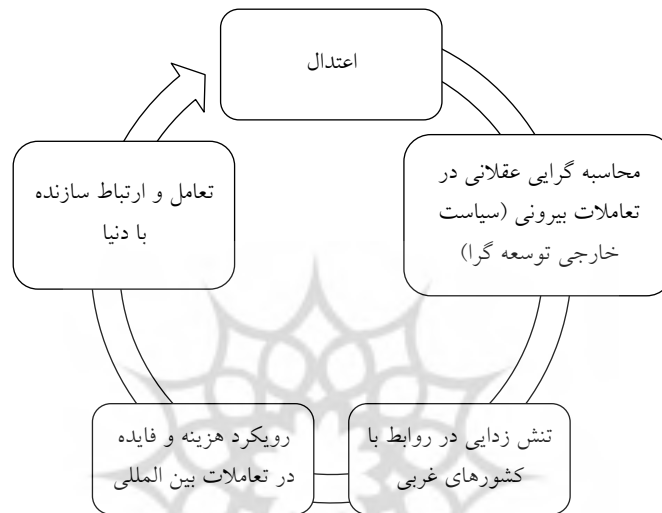 اعتدال
محاسبه گرایی عقلانی در
تعاملات بیرونی (سیاست
خارجی توسعه گرا)
تنش زدایی در روابط با
کشورهای غربی
رویکرد هزینه و فایده
در تعاملات بین المللی
تعامل و ارتباط سازنده
با دنیا